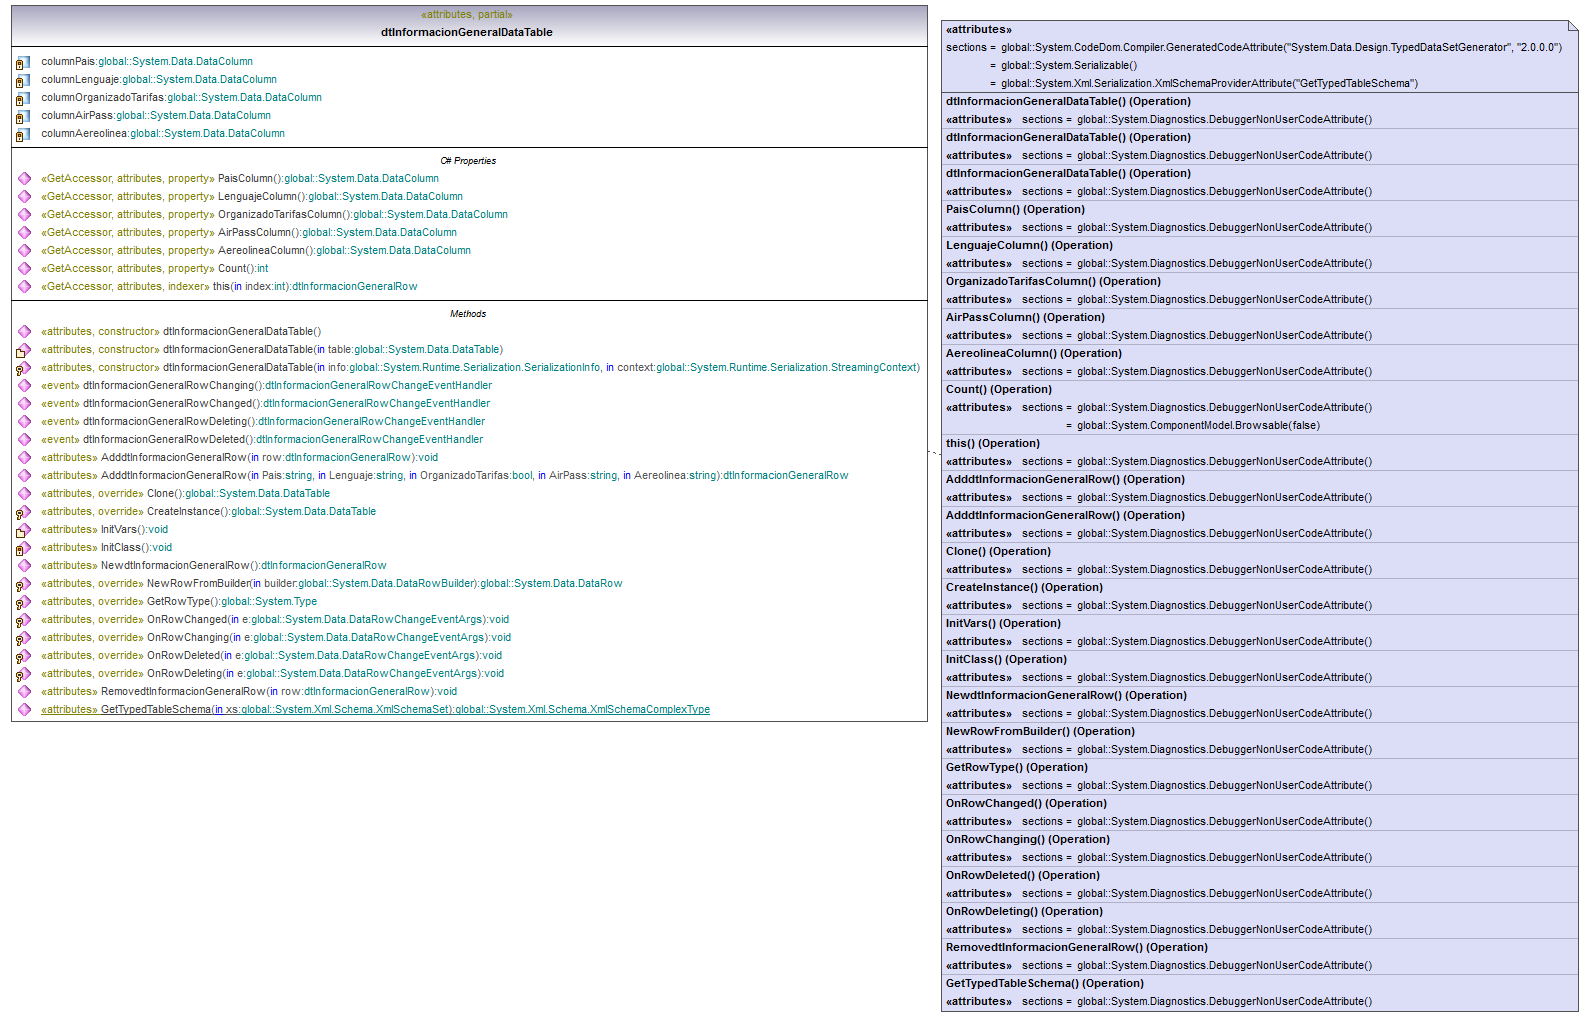 «attributes, partial»
dtInformacionGeneralDataTable
columnPais:global::System.Data.DataColumn
columnLenguaje:global::System.Data.DataColumn
columnOrganizadoTarifas:global::System.Data.DataColumn
columnAirPass:global::System.Data.DataColumn
columnAereolinea:global::System.Data.DataColumn
C# Properties
«GetAccessor, attributes, property» PaisColumn():global::System.Data.DataColumn
«GetAccessor, attributes, property» LenguajeColumn():global::System.Data.DataColumn
«GetAccessor, attributes, property» OrganizadoTarifasColumn():global::System.Data.DataColumn
«GetAccessor, attributes, property» AirPassColumn():global::System.Data.DataColumn
«GetAccessor, attributes, property» AereolineaColumn():global::System.Data.DataColumn
«GetAccessor, attributes, property» Count():int
«GetAccessor, attributes, indexer» this(in index:int):dtInformacionGeneralRow
Methods
«attributes, constructor» dtInformacionGeneralDataTable()
«attributes, constructor» dtInformacionGeneralDataTable(in table:global::System.Data.DataTable)
«attributes, constructor» dtInformacionGeneralDataTable(in info:global::System.Runtime.Serialization.SerializationInfo, in context:global::System.Runtime.Serialization.StreamingContext)
«event» dtInformacionGeneralRowChanging():dtInformacionGeneralRowChangeEventHandler
«event» dtInformacionGeneralRowChanged():dtInformacionGeneralRowChangeEventHandler
«event» dtInformacionGeneralRowDeleting():dtInformacionGeneralRowChangeEventHandler
«event» dtInformacionGeneralRowDeleted():dtInformacionGeneralRowChangeEventHandler
«attributes» AdddtInformacionGeneralRow(in row:dtInformacionGeneralRow):void
«attributes» AdddtInformacionGeneralRow(in Pais:string, in Lenguaje:string, in OrganizadoTarifas:bool, in AirPass:string, in Aereolinea:string):dtInformacionGeneralRow
«attributes, override» Clone():global::System.Data.DataTable
«attributes, override» CreateInstance():global::System.Data.DataTable
«attributes» InitVars():void
«attributes» InitClass():void
«attributes» NewdtInformacionGeneralRow():dtInformacionGeneralRow
«attributes, override» NewRowFromBuilder(in builder:global::System.Data.DataRowBuilder):global::System.Data.DataRow
«attributes, override» GetRowType():global::System.Type
«attributes, override» OnRowChanged(in e:global::System.Data.DataRowChangeEventArgs):void
«attributes, override» OnRowChanging(in e:global::System.Data.DataRowChangeEventArgs):void
«attributes, override» OnRowDeleted(in e:global::System.Data.DataRowChangeEventArgs):void
«attributes, override» OnRowDeleting(in e:global::System.Data.DataRowChangeEventArgs):void
«attributes» RemovedtInformacionGeneralRow(in row:dtInformacionGeneralRow):void
«attributes» GetTypedTableSchema(in xs:global::System.Xml.Schema.XmlSchemaSet):global::System.Xml.Schema.XmlSchemaComplexType
«attributes»
sections = global::System.CodeDom.Compiler.GeneratedCodeAttribute("System.Data.Design.TypedDataSetGenerator", "2.0.0.0")
= global::System.Serializable()
= global::System.Xml.Serialization.XmlSchemaProviderAttribute("GetTypedTableSchema")
dtInformacionGeneralDataTable() (Operation)
«attributes» sections = global::System.Diagnostics.DebuggerNonUserCodeAttribute()
dtInformacionGeneralDataTable() (Operation)
«attributes» sections = global::System.Diagnostics.DebuggerNonUserCodeAttribute()
dtInformacionGeneralDataTable() (Operation)
«attributes» sections = global::System.Diagnostics.DebuggerNonUserCodeAttribute()
PaisColumn() (Operation)
«attributes» sections = global::System.Diagnostics.DebuggerNonUserCodeAttribute()
LenguajeColumn() (Operation)
«attributes» sections = global::System.Diagnostics.DebuggerNonUserCodeAttribute()
OrganizadoTarifasColumn() (Operation)
«attributes» sections = global::System.Diagnostics.DebuggerNonUserCodeAttribute()
AirPassColumn() (Operation)
«attributes» sections = global::System.Diagnostics.DebuggerNonUserCodeAttribute()
AereolineaColumn() (Operation)
«attributes» sections = global::System.Diagnostics.DebuggerNonUserCodeAttribute()
Count() (Operation)
«attributes» sections = global::System.Diagnostics.DebuggerNonUserCodeAttribute()
= global::System.ComponentModel.Browsable(false)
this() (Operation)
«attributes» sections = global::System.Diagnostics.DebuggerNonUserCodeAttribute()
AdddtInformacionGeneralRow() (Operation)
«attributes» sections = global::System.Diagnostics.DebuggerNonUserCodeAttribute()
AdddtInformacionGeneralRow() (Operation)
«attributes» sections = global::System.Diagnostics.DebuggerNonUserCodeAttribute()
Clone() (Operation)
«attributes» sections = global::System.Diagnostics.DebuggerNonUserCodeAttribute()
CreateInstance() (Operation)
«attributes» sections = global::System.Diagnostics.DebuggerNonUserCodeAttribute()
InitVars() (Operation)
«attributes» sections = global::System.Diagnostics.DebuggerNonUserCodeAttribute()
InitClass() (Operation)
«attributes» sections = global::System.Diagnostics.DebuggerNonUserCodeAttribute()
NewdtInformacionGeneralRow() (Operation)
«attributes» sections = global::System.Diagnostics.DebuggerNonUserCodeAttribute()
NewRowFromBuilder() (Operation)
«attributes» sections = global::System.Diagnostics.DebuggerNonUserCodeAttribute()
GetRowType() (Operation)
«attributes» sections = global::System.Diagnostics.DebuggerNonUserCodeAttribute()
OnRowChanged() (Operation)
«attributes» sections = global::System.Diagnostics.DebuggerNonUserCodeAttribute()
OnRowChanging() (Operation)
«attributes» sections = global::System.Diagnostics.DebuggerNonUserCodeAttribute()
OnRowDeleted() (Operation)
«attributes» sections = global::System.Diagnostics.DebuggerNonUserCodeAttribute()
OnRowDeleting() (Operation)
«attributes» sections = global::System.Diagnostics.DebuggerNonUserCodeAttribute()
RemovedtInformacionGeneralRow() (Operation)
«attributes» sections = global::System.Diagnostics.DebuggerNonUserCodeAttribute()
GetTypedTableSchema() (Operation)
«attributes» sections = global::System.Diagnostics.DebuggerNonUserCodeAttribute()